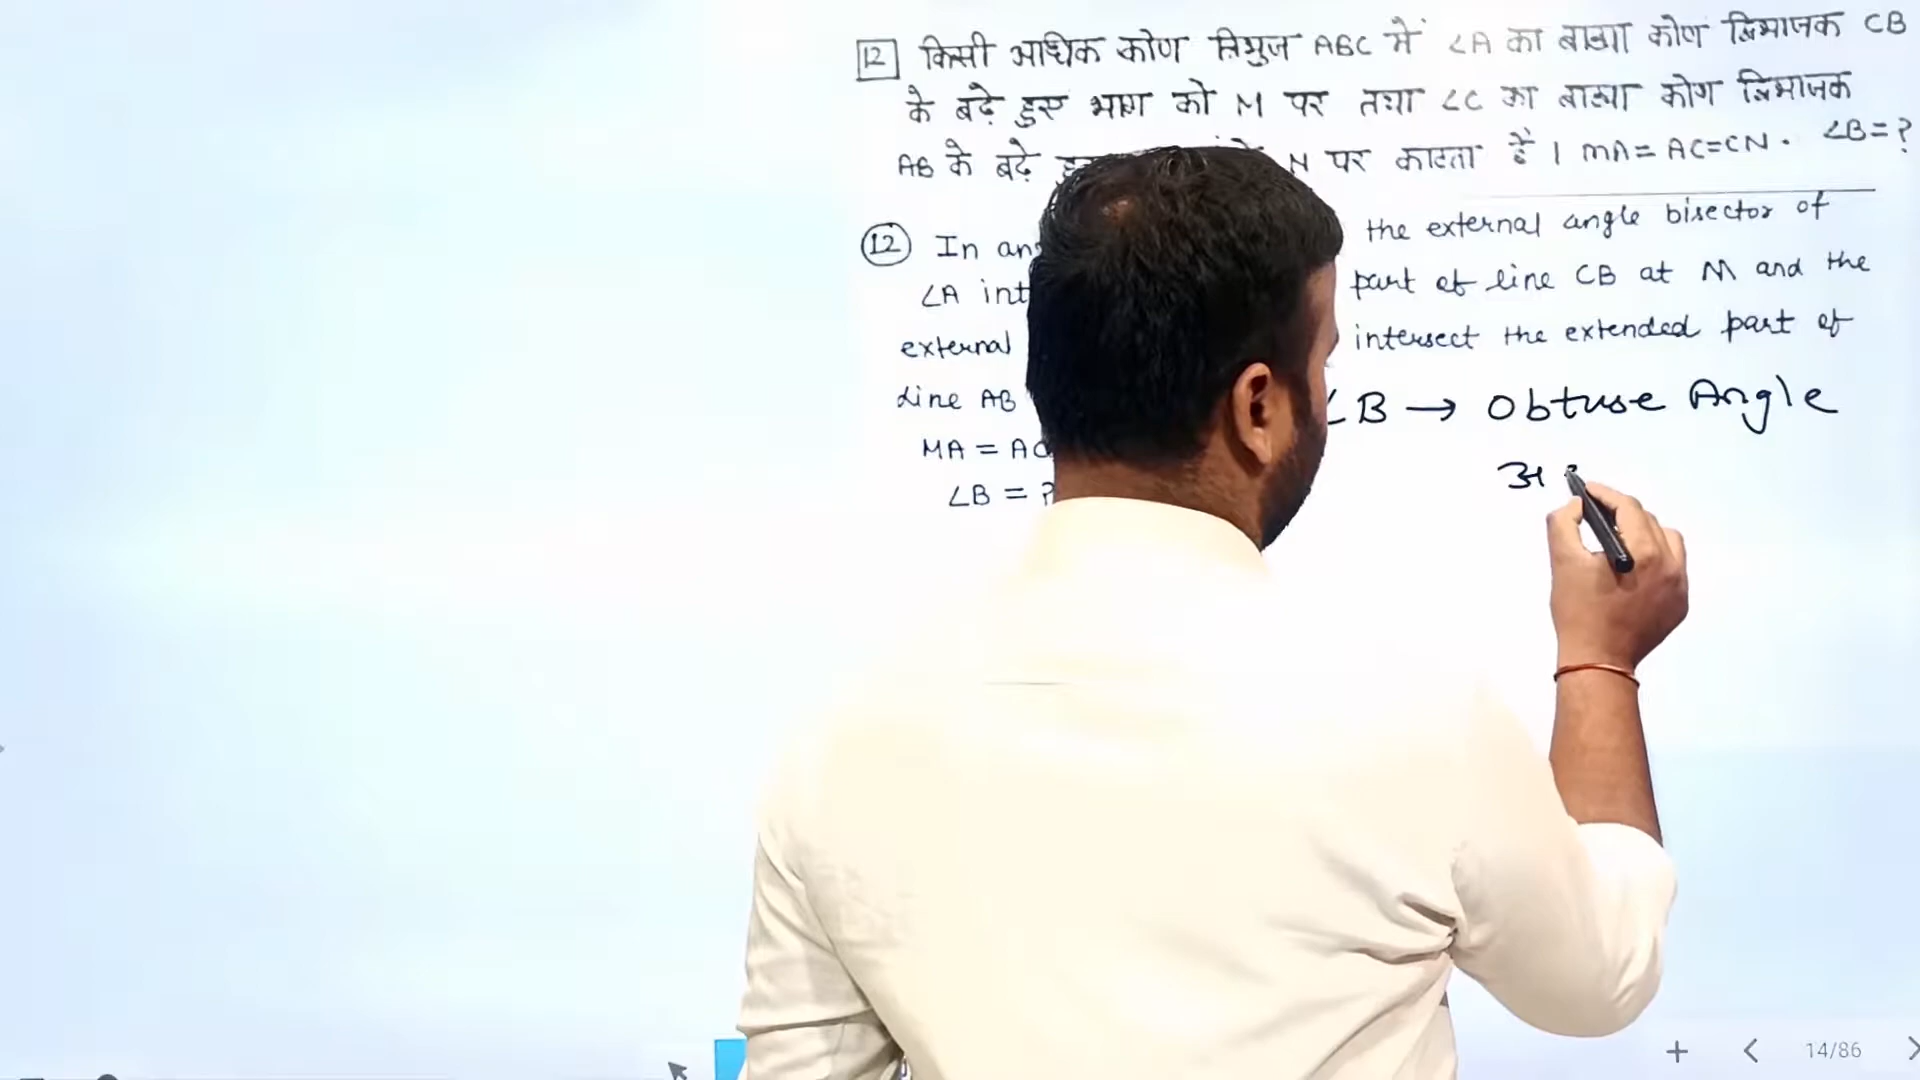 12 किसी अधिक कोण त्रिभुज ABC में ∠A का बाह्या कोण द्विभाजक CB
के बढ़े हुए भाग को M पर तथा ∠C का बाह्या कोण द्विभाजक
AB के बढ़े N पर काटता है । MA = AC = CN . ∠B = ?
12 In the external angle bisector of
∠A part of line CB at M and the
external intersect the extended part of
Line AB
MA = AC
∠B = ?
∠B → Obtuse Angle
अ
14/86